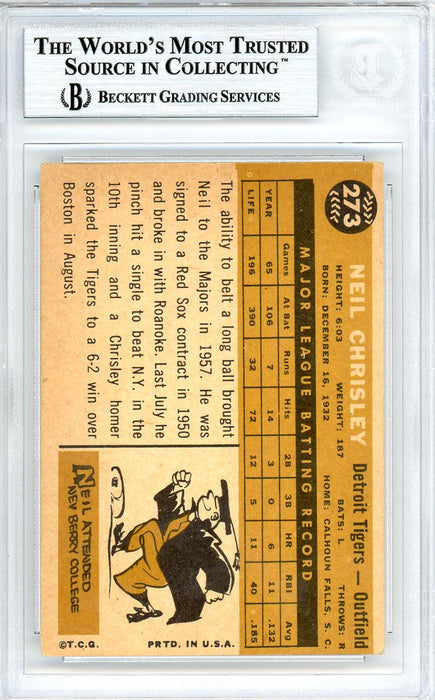 THE WORLD'S MOST TRUSTED
SOURCE IN COLLECTING™
B BECKETT GRADING SERVICES
273
NEIL CHRISLEY
Detroit Tigers — Outfield
HEIGHT: 6:03 WEIGHT: 187 BATS: L THROWS: R
BORN: DECEMBER 16, 1932 HOME: CALHOUN FALLS, S. C.
MAJOR LEAGUE BATTING RECORD
Games At Bat Runs Hits 2B 3B HR RBI Avg
YEAR 65 106 7 14 3 0 6 11 .132
LIFE 196 390 32 72 12 5 11 40 .185
The ability to belt a long ball brought
Neil to the Majors in 1957. He was
signed to a Red Sox contract in 1950
and broke in with Roanoke. Last July he
pinch hit a single to beat N.Y. in the
10th inning and a Chrisley homer
sparked the Tigers to a 6-2 win over
Boston in August.
NEIL ATTENDED
NEW BERRY COLLEGE
©T.C.G. PRTD. IN U.S.A.